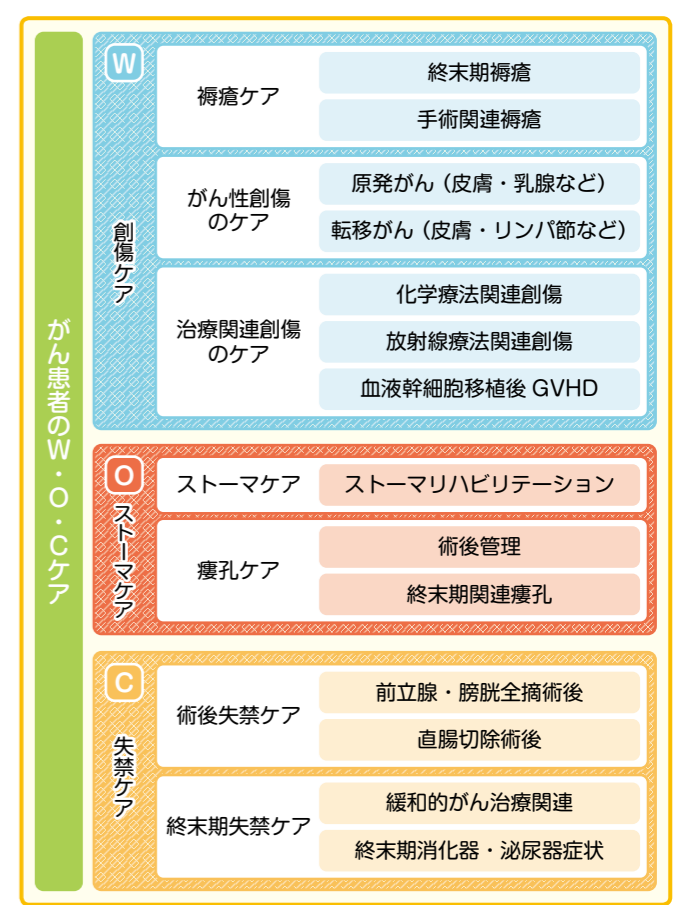 がん患者のW・O・Cケア
W
創傷ケア
褥瘡ケア
終末期褥瘡
手術関連褥瘡
がん性創傷
のケア
原発がん（皮膚・乳腺など）
転移がん（皮膚・リンパ節など）
治療関連創傷
のケア
化学療法関連創傷
放射線療法関連創傷
血液幹細胞移植後 GVHD
O
ストーマケア
ストーマケア
ストーマリハビリテーション
瘻孔ケア
術後管理
終末期関連瘻孔
C
失禁ケア
術後失禁ケア
前立腺・膀胱全摘術後
直腸切除術後
終末期失禁ケア
緩和的がん治療関連
終末期消化器・泌尿器症状